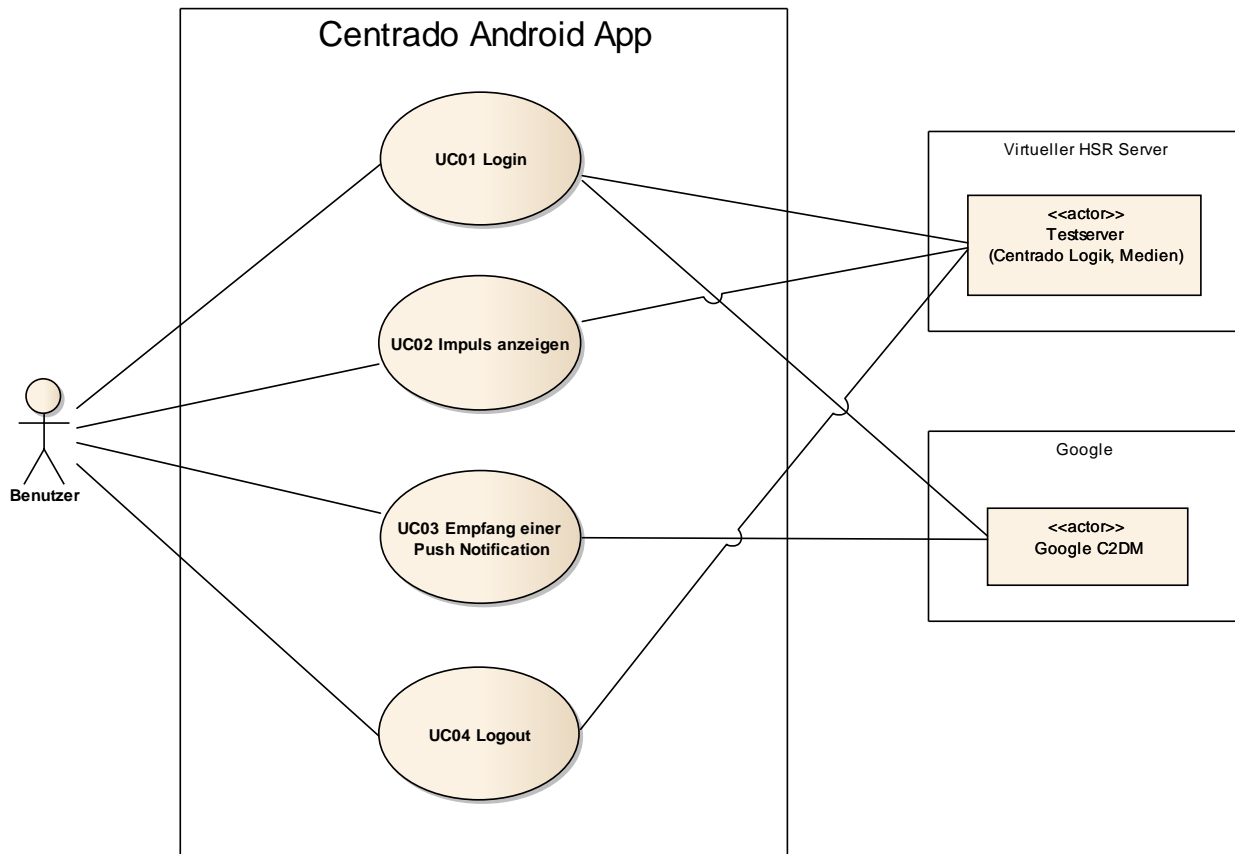 Centrado Android App
UC01 Login
Virtueller HSR Server
<<actor>>
Testserver
(Centrado Logik, Medien)
UC02 Impuls anzeigen
Benutzer
Google
<<actor>>
Google C2DM
UC03 Empfang einer
Push Notification
UC04 Logout